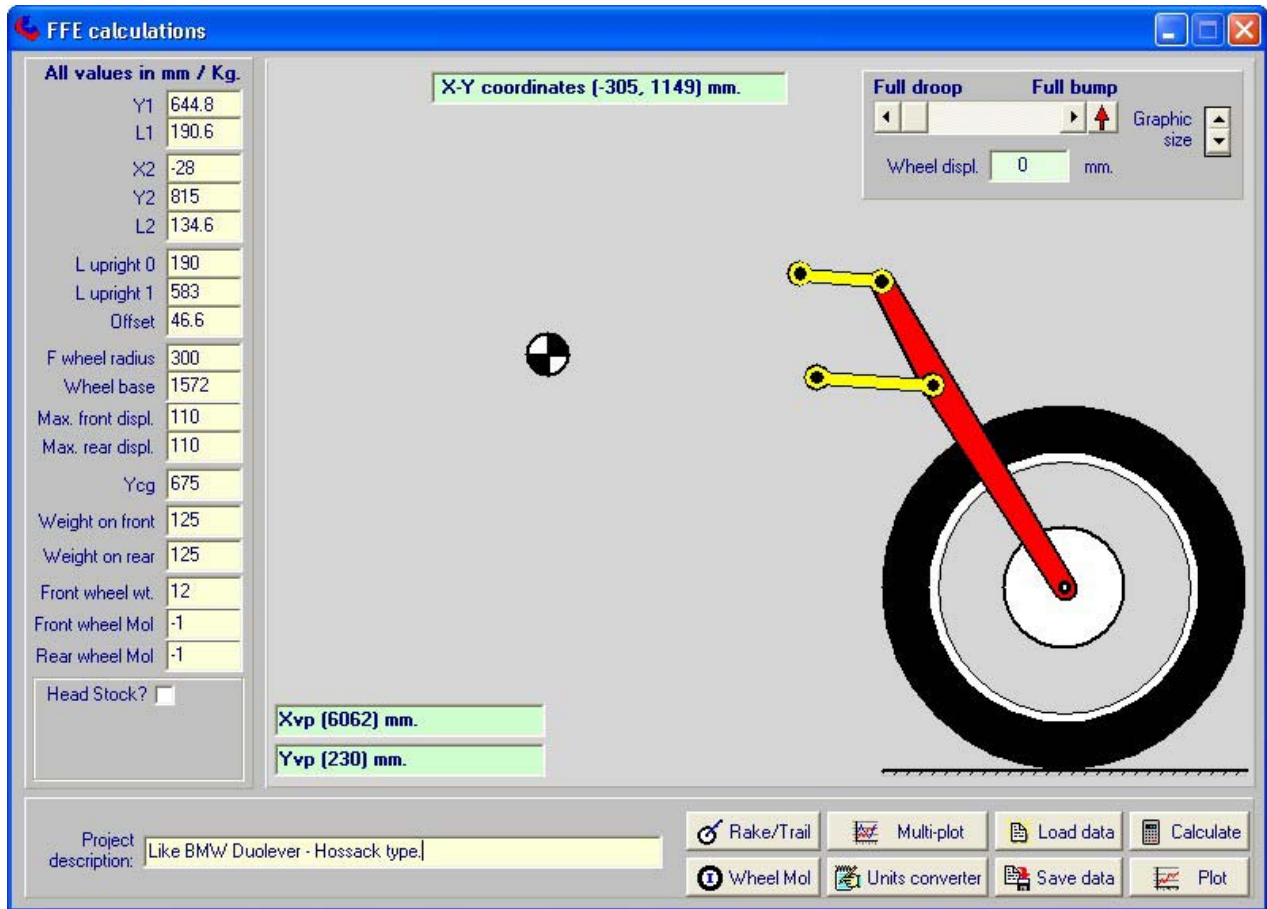 FFE calculations
All values in mm / Kg.
Y1 644.8
L1 190.6
X2 -28
Y2 815
L2 134.6
L upright 0 190
L upright 1 583
Offset 46.6
F wheel radius 300
Wheel base 1572
Max. front displ. 110
Max. rear displ. 110
Ycg 675
Weight on front 125
Weight on rear 125
Front wheel wt. 12
Front wheel MoI -1
Rear wheel MoI -1
Head Stock?
X-Y coordinates (-305, 1149) mm.
Full droop Full bump
Graphic
size
Wheel displ. 0 mm.
Xvp (6062) mm.
Yvp (230) mm.
Project
description: Like BMW Duolever - Hossack type.
Rake/Trail Multi-plot Load data Calculate
Wheel MoI Units converter Save data Plot